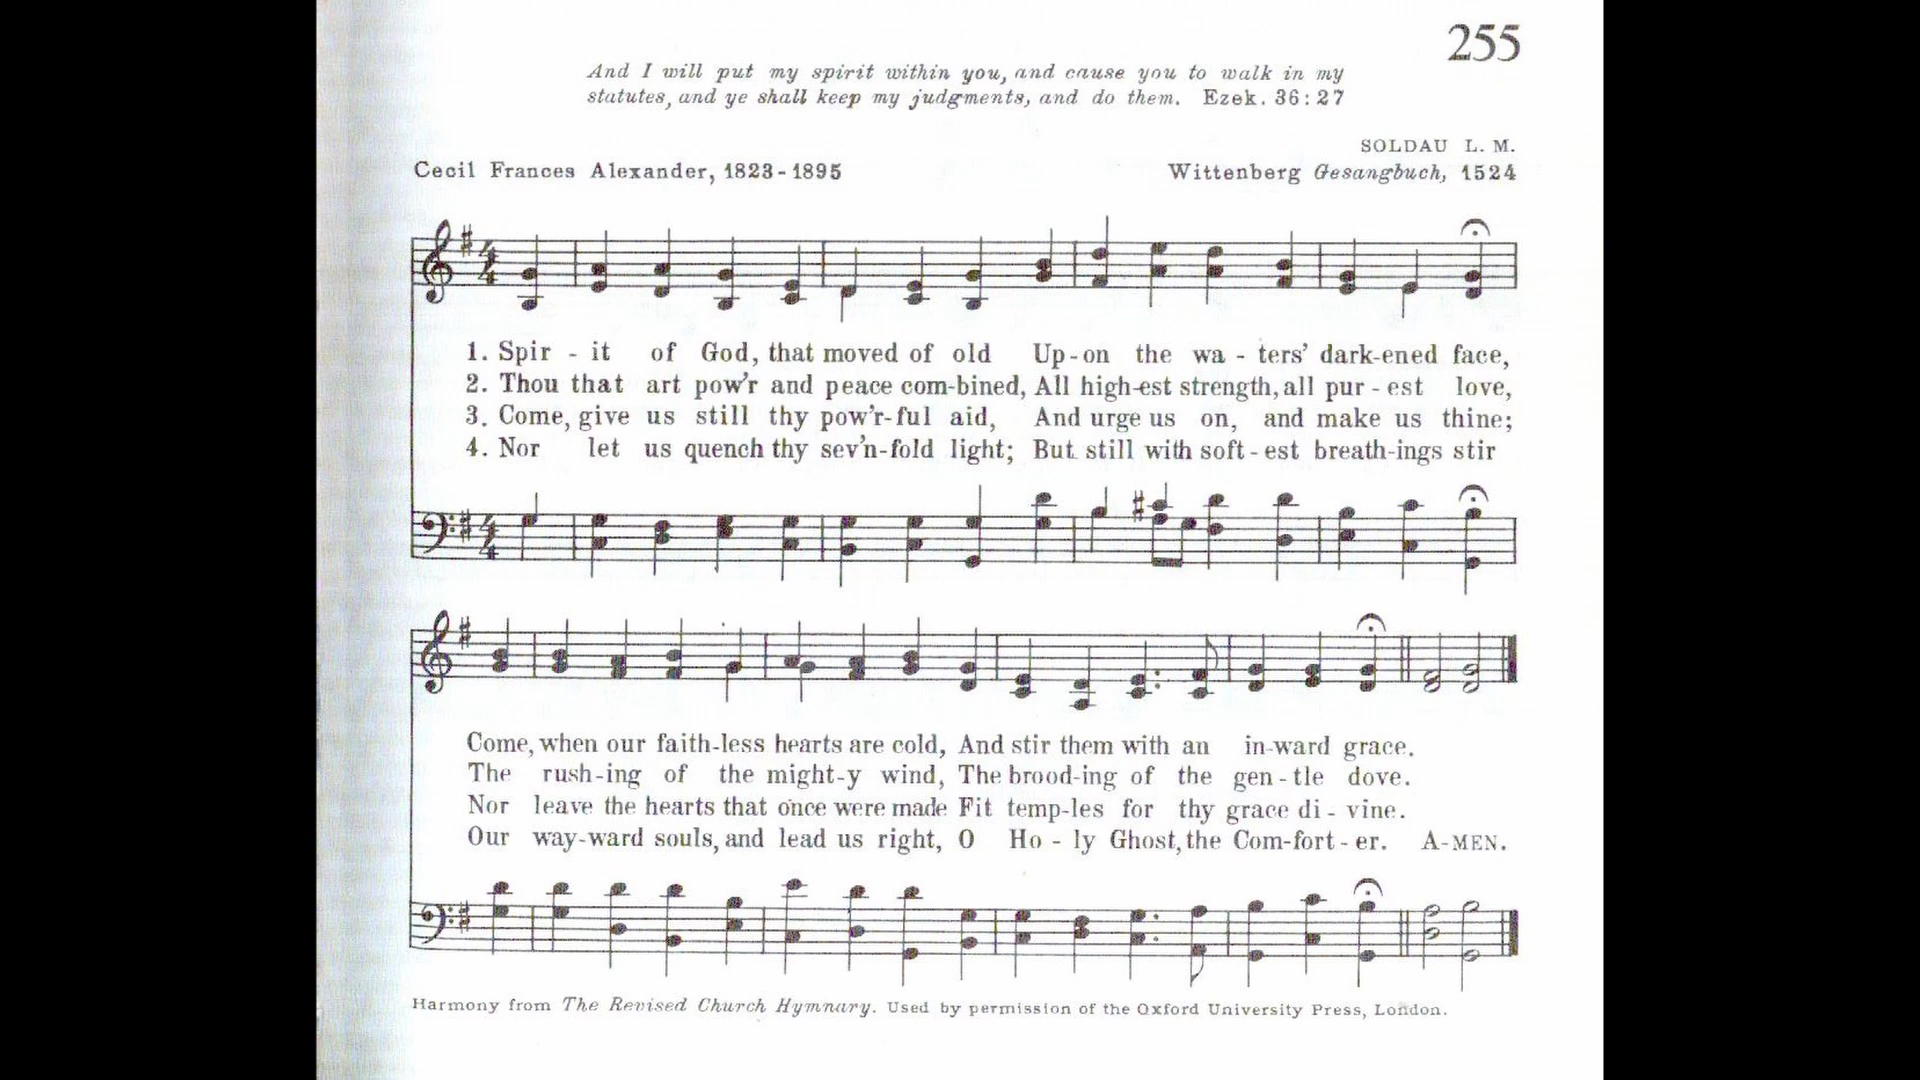 255
And I will put my spirit within you, and cause you to walk in my
statutes, and ye shall keep my judgments, and do them. Ezek. 36:27
SOLDAU L. M.
Cecil Frances Alexander, 1823-1895 Wittenberg Gesangbuch, 1524
1. Spir - it of God, that moved of old Up-on the wa - ters' dark-ened face,
2. Thou that art pow'r and peace com-bined, All high-est strength, all pur - est love,
3. Come, give us still thy pow'r-ful aid, And urge us on, and make us thine;
4. Nor let us quench thy sev'n-fold light; But still with soft - est breath-ings stir
Come, when our faith-less hearts are cold, And stir them with an in-ward grace.
The rush-ing of the might-y wind, The brood-ing of the gen - tle dove.
Nor leave the hearts that once were made Fit temp-les for thy grace di - vine.
Our way-ward souls, and lead us right, O Ho - ly Ghost, the Com-fort - er. A-MEN.
Harmony from The Revised Church Hymnary. Used by permission of the Oxford University Press, London.